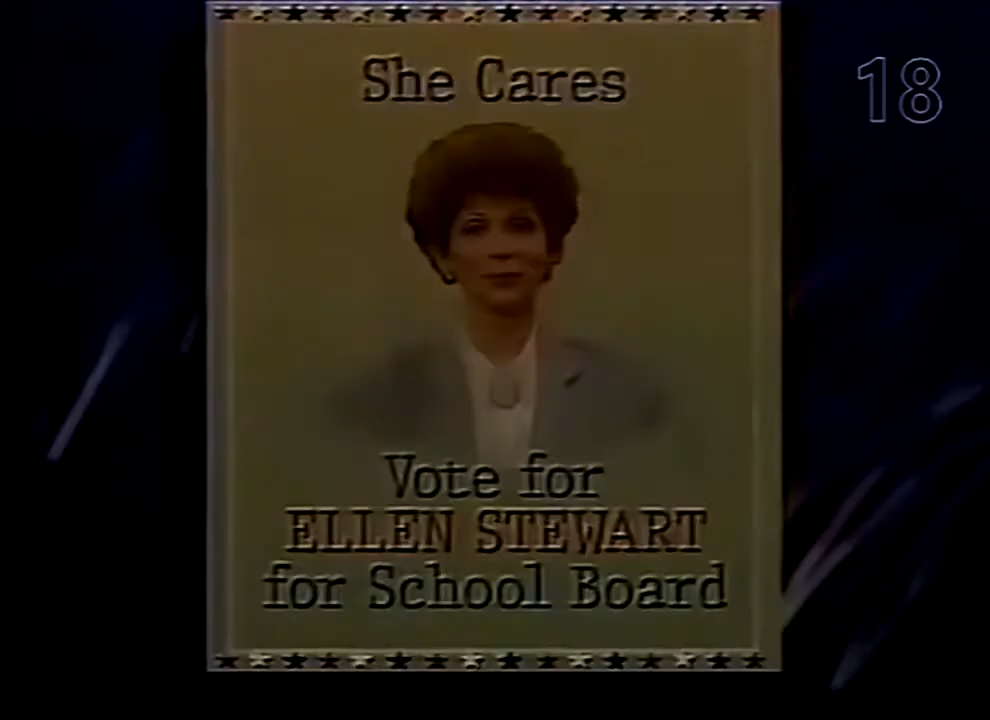 She Cares
18
Vote for
ELLEN STEWART
for School Board